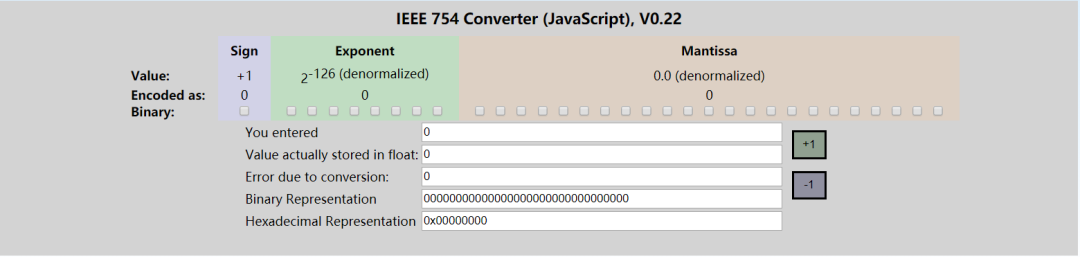 IEEE 754 Converter (JavaScript), V0.22
Sign Exponent Mantissa
Value: +1 2-126 (denormalized) 0.0 (denormalized)
Encoded as: 0 0 0
Binary:
You entered 0
Value actually stored in float: 0
+1
Error due to conversion: 0
-1
Binary Representation 00000000000000000000000000000000
Hexadecimal Representation 0x00000000